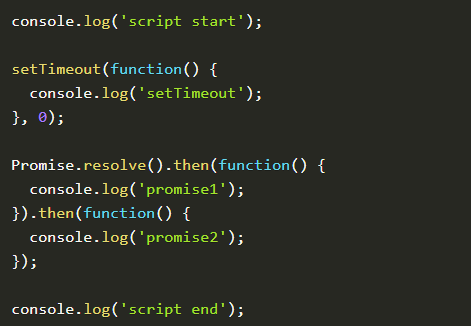 console.log('script start');

setTimeout(function() {
  console.log('setTimeout');
}, 0);

Promise.resolve().then(function() {
  console.log('promise1');
}).then(function() {
  console.log('promise2');
});

console.log('script end');